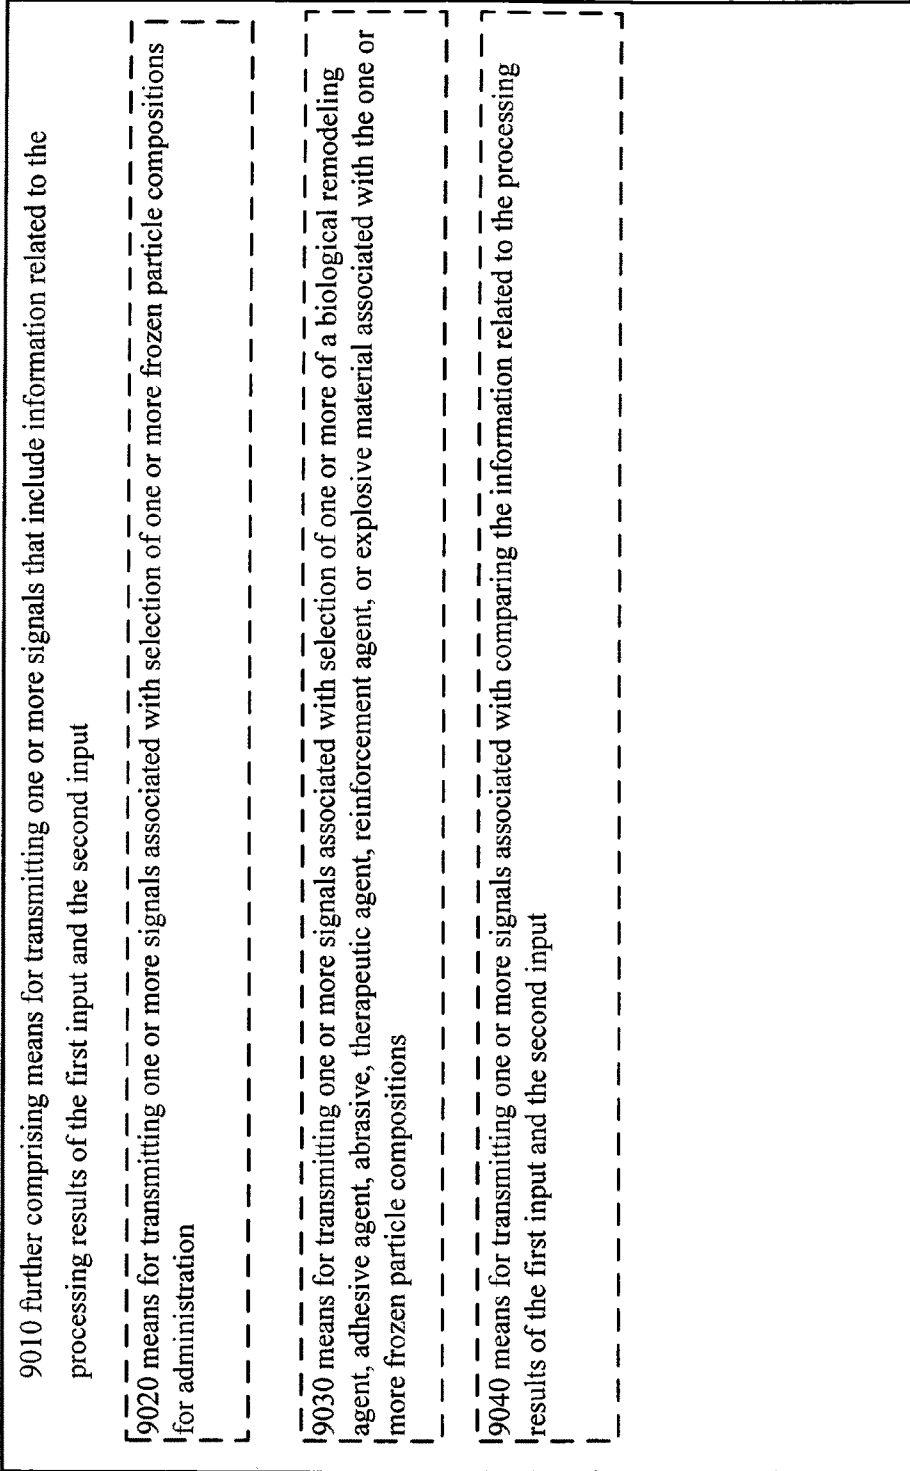 9010 further comprising means for transmitting one or more signals that include information related to the
processing results of the first input and the second input
9020 means for transmitting one or more signals associated with selection of one or more frozen particle compositions
for administration
9030 means for transmitting one or more signals associated with selection of one or more of a biological remodeling
agent, adhesive agent, abrasive, therapeutic agent, reinforcement agent, or explosive material associated with the one or
more frozen particle compositions
9040 means for transmitting one or more signals associated with comparing the information related to the processing
results of the first input and the second input